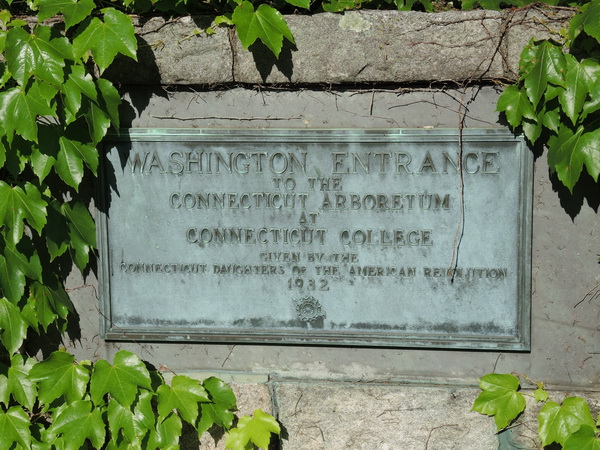 WASHINGTON ENTRANCE
TO THE
CONNECTICUT ARBORETUM
AT
CONNECTICUT COLLEGE
GIVEN BY THE
CONNECTICUT DAUGHTERS OF THE AMERICAN REVOLUTION
1932